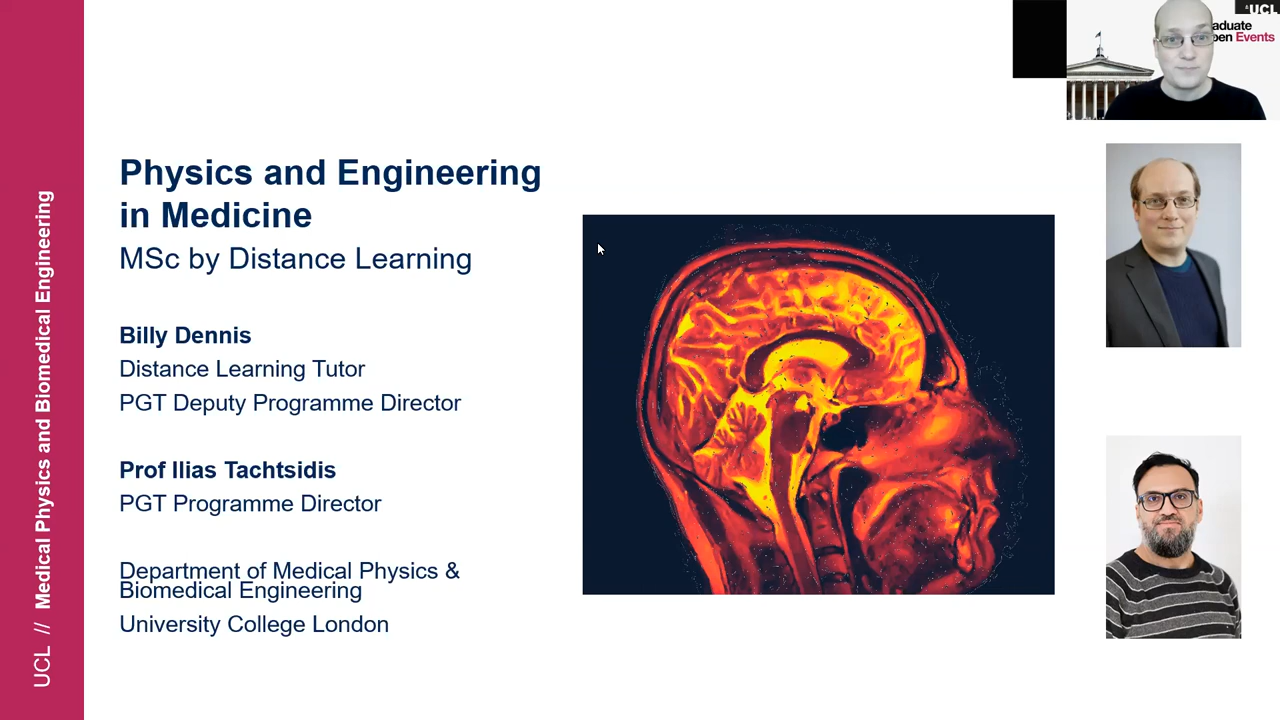 UCL // Medical Physics and Biomedical Engineering
Physics and Engineering
in Medicine
MSc by Distance Learning
Billy Dennis
Distance Learning Tutor
PGT Deputy Programme Director
Prof Ilias Tachtsidis
PGT Programme Director
Department of Medical Physics &
Biomedical Engineering
University College London
UCL
Events